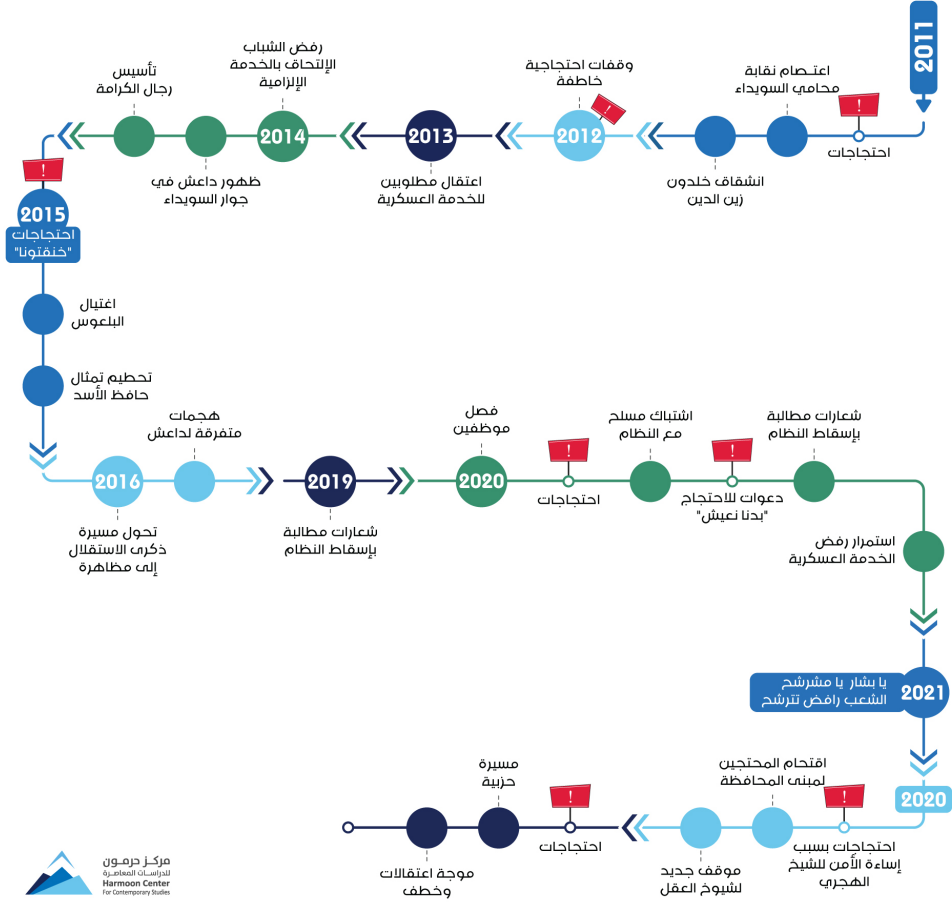 2011
احتجاجات
اعتصام نقابة
محامي السويداء
انشقاق خلدون
زين الدين
2012
وقفات احتجاجية
خاطفة
2013
اعتقال مطلوبين
للخدمة العسكرية
2014
رفض الشباب
الإلتحاق بالخدمة
الإلزامية
ظهور داعش في
جوار السويداء
تأسيس
رجال الكرامة
2015
احتجاجات
"خنقتونا"
اغتيال
البلعوس
تحطيم تمثال
حافظ الأسد
2016
تحول مسيرة
ذكرى الاستقلال
إلى مظاهرة
هجمات
متفرقة لداعش
2019
شعارات مطالبة
بإسقاط النظام
2020
فصل
موظفين
احتجاجات
اشتباك مسلح
مع النظام
دعوات للاحتجاج
"بدنا نعيش"
شعارات مطالبة
بإسقاط النظام
استمرار رفض
الخدمة العسكرية
2021
يا بشار يا مشرشح
الشعب رافض تترشح
2020
احتجاجات بسبب
إساءة الأمن للشيخ
الهجري
اقتحام المحتجين
لمبنى المحافظة
موقف جديد
لشيوخ العقل
احتجاجات
مسيرة
حزبية
موجة اعتقالات
وخطف
مركز حرمون
للدراسات المعاصرة
Harmoon Center
For Contemporary Studies